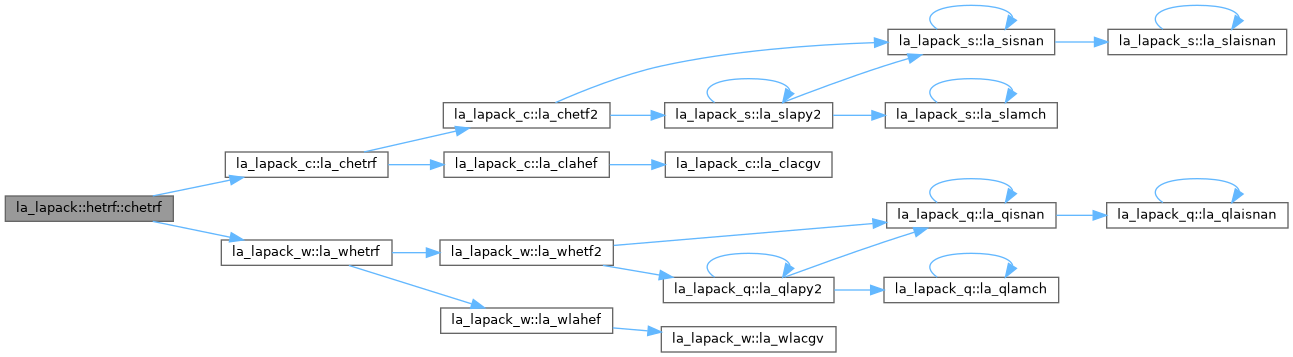 la_lapack_s::la_sisnan
la_lapack_s::la_slaisnan
la_lapack_c::la_chetf2
la_lapack_s::la_slapy2
la_lapack_s::la_slamch
la_lapack_c::la_chetrf
la_lapack_c::la_clahef
la_lapack_c::la_clacgv
la_lapack::hetrf::chetrf
la_lapack_q::la_qisnan
la_lapack_q::la_qlaisnan
la_lapack_w::la_whetrf
la_lapack_w::la_whetf2
la_lapack_q::la_qlapy2
la_lapack_q::la_qlamch
la_lapack_w::la_wlahef
la_lapack_w::la_wlacgv